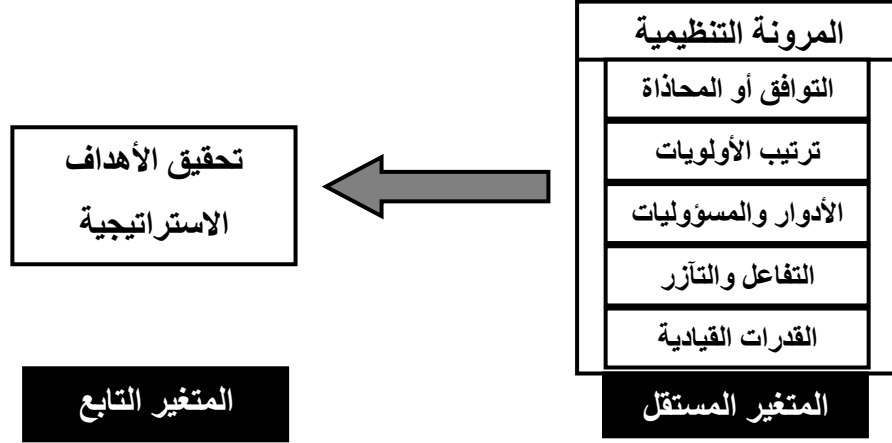 المرونة التنظيمية
التوافق أو المحاذاة
ترتيب الأولويات
الأدوار والمسؤوليات
التفاعل والتآزر
القدرات القيادية
المتغير المستقل
تحقيق الأهداف
الاستراتيجية
المتغير التابع